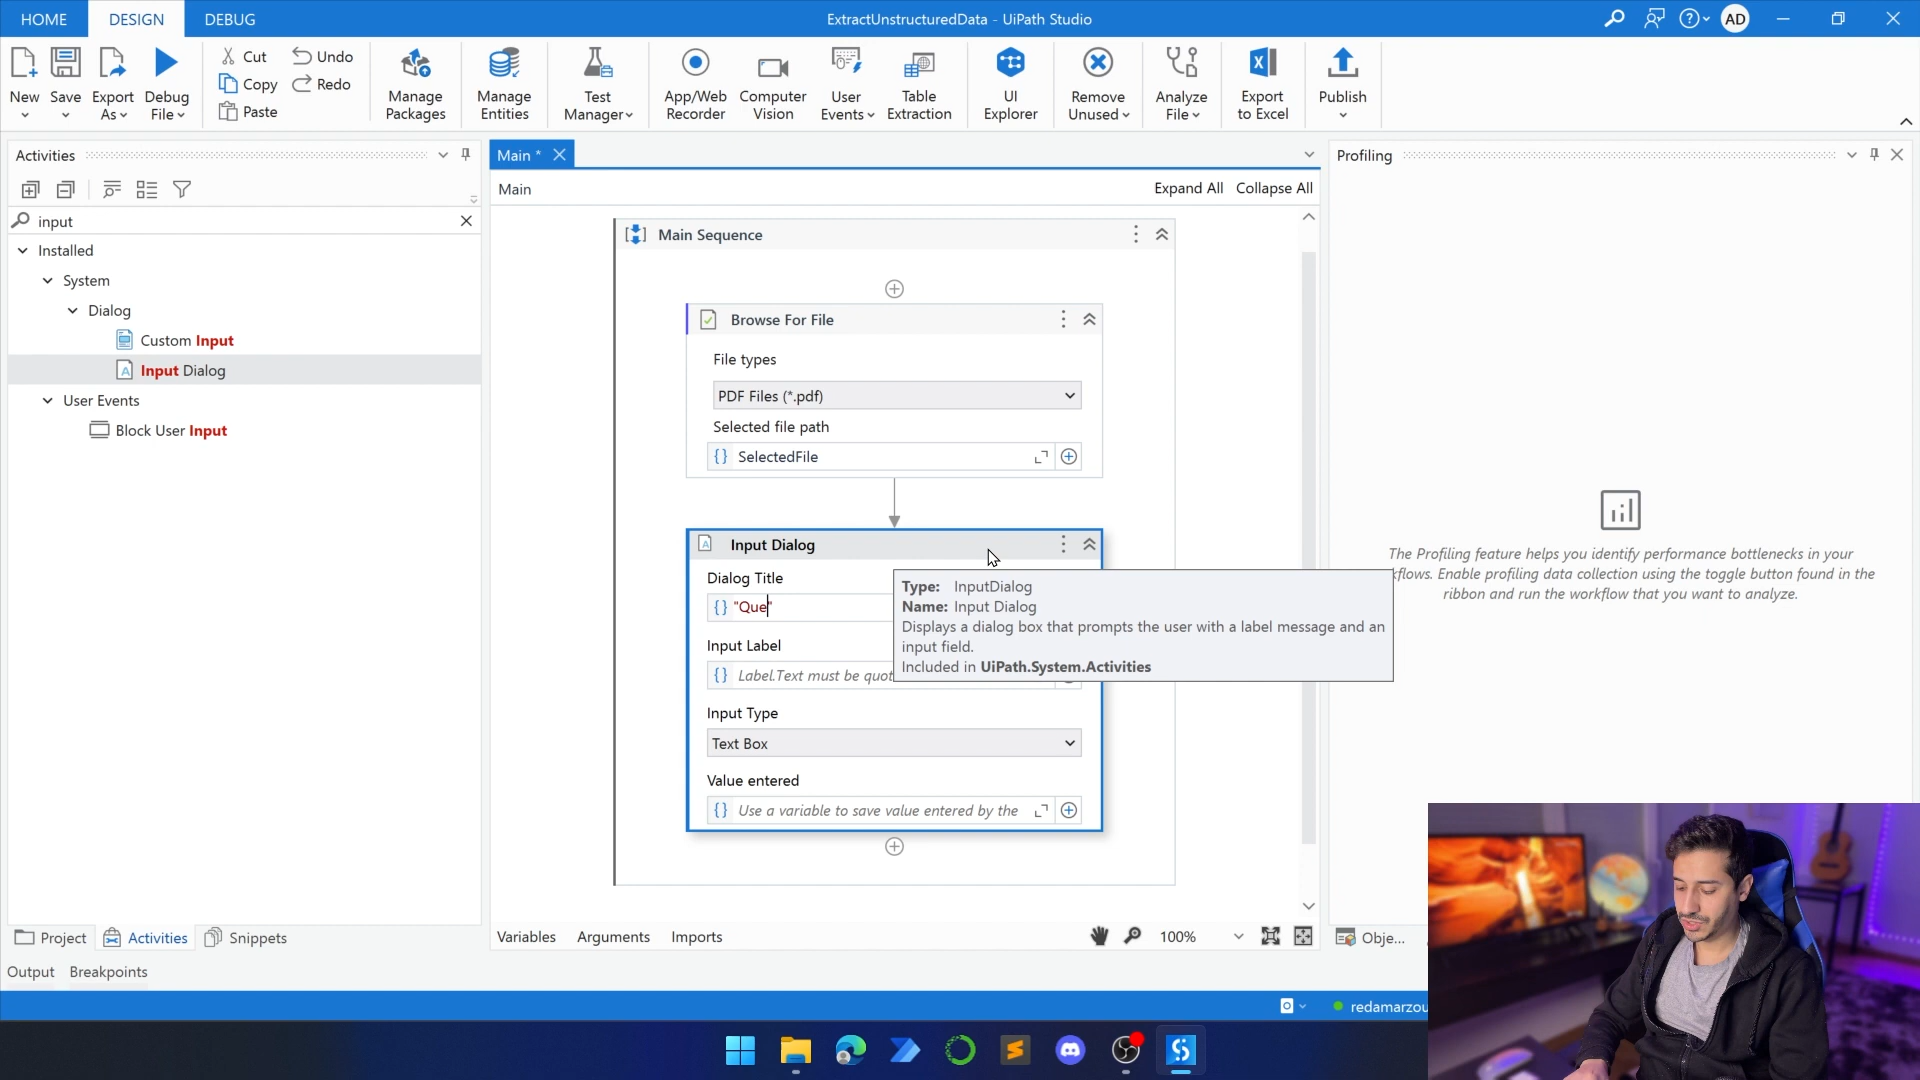 HOME
DESIGN
DEBUG
ExtractUnstructuredData - UiPath Studio
AD
New
Save
Export As
Debug File
Cut
Copy
Paste
Undo
Redo
Manage Packages
Manage Entities
Test Manager
App/Web Recorder
Computer Vision
User Events
Table Extraction
UI Explorer
Remove Unused
Analyze File
Export to Excel
Publish
Activities
input
Installed
System
Dialog
Custom Input
Input Dialog
User Events
Block User Input
Main *
Main
Expand All
Collapse All
Main Sequence
Browse For File
File types
PDF Files (*.pdf)
Selected file path
{} SelectedFile
Input Dialog
Dialog Title
{} "Que"
Input Label
{} Label.Text must be quot
Input Type
Text Box
Value entered
{} Use a variable to save value entered by the
Type: InputDialog
Name: Input Dialog
Displays a dialog box that prompts the user with a label message and an
input field.
Included in UiPath.System.Activities
Profiling
The Profiling feature helps you identify performance bottlenecks in your
kflows. Enable profiling data collection using the toggle button found in the
ribbon and run the workflow that you want to analyze.
Project
Activities
Snippets
Variables
Arguments
Imports
100%
Obje...
Output
Breakpoints
redamarzou